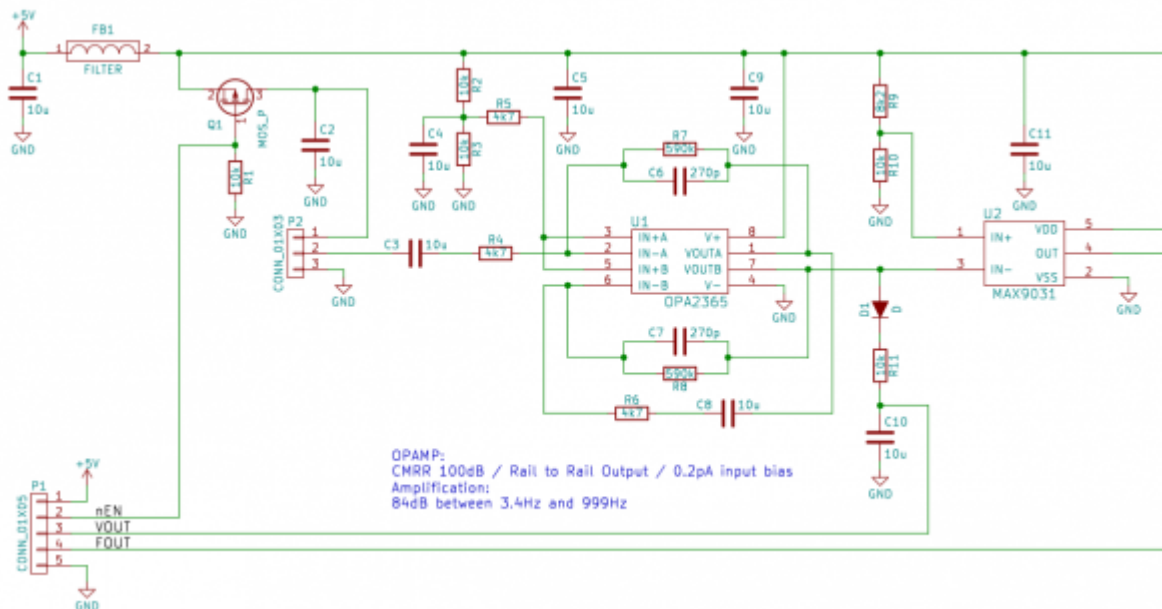 +5V
FB1
1 2
FILTER
C1
10u
GND
2 3
Q1
1
MOS_P
C2
10u
GND
10k
R1
GND
P2
CONN_01X03
1
2
3
GND
C3 10u
R4
4k7
10k
R2
R5
4k7
C4
10u
GND
10k
R3
GND
C5
10u
GND
C9
10u
GND
R7
590k
C6 270p
U1
3 IN+A V+ 8
2 IN-A VOUTA 1
5 IN+B VOUTB 7
6 IN-B V- 4
OPA2365
GND
C7 270p
590k
R8
R6
4k7
C8 10u
8k2
R9
10k
R10
GND
C11
10u
GND
U2
1 IN+ VDD 5
OUT 4
3 IN- VSS 2
MAX9031
GND
D1 D
10k
R11
C10
10u
GND
OPAMP:
CMRR 100dB / Rail to Rail Output / 0.2pA input bias
Amplification:
84dB between 3.4Hz and 999Hz
+5V
P1
CONN_01X05
1
2 nEN
3 VOUT
4 FOUT
5
GND